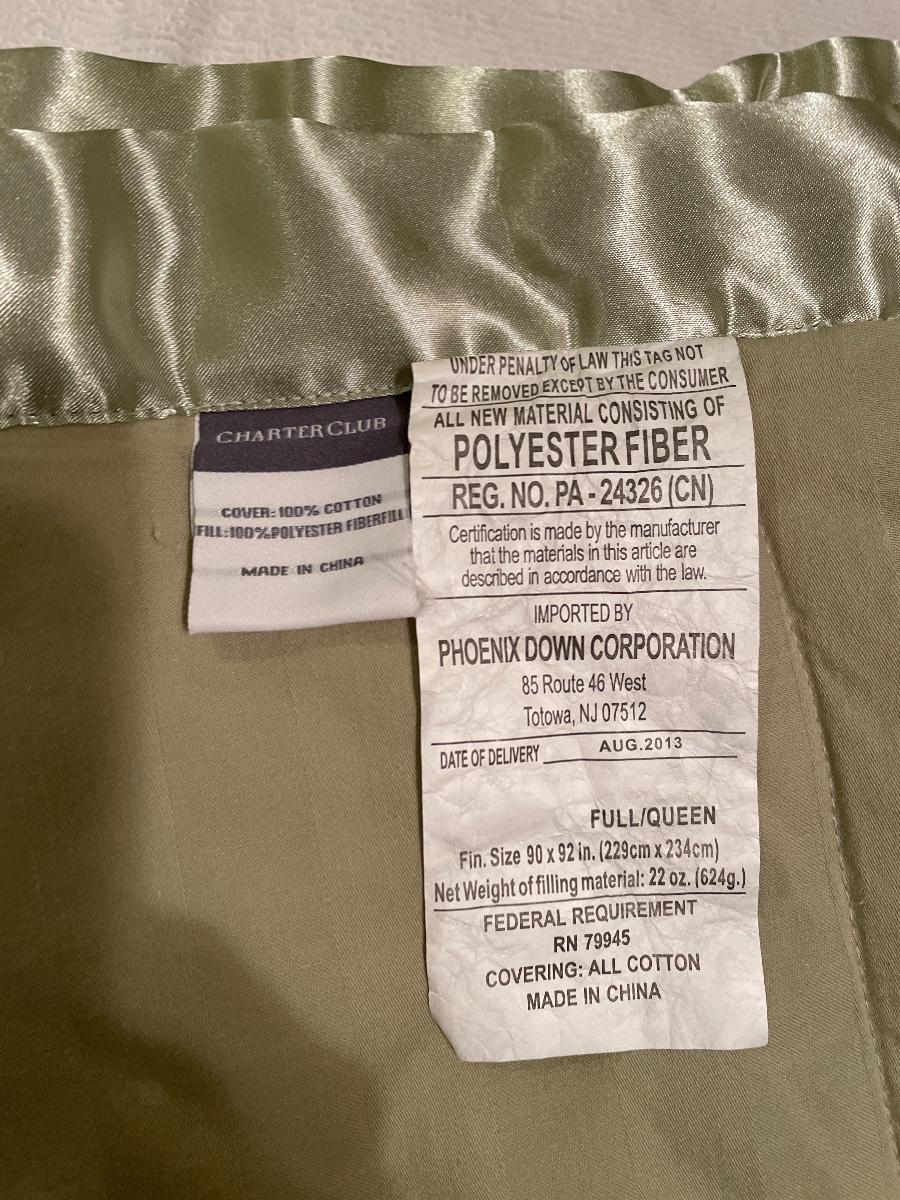 CHARTER CLUB
COVER:100% COTTON
FILL:100%POLYESTER FIBERFILL
MADE IN CHINA
UNDER PENALTY OF LAW THIS TAG NOT
TO BE REMOVED EXCEPT BY THE CONSUMER
ALL NEW MATERIAL CONSISTING OF
POLYESTER FIBER
REG. NO. PA - 24326 (CN)
Certification is made by the manufacturer
that the materials in this article are
described in accordance with the law.
IMPORTED BY
PHOENIX DOWN CORPORATION
85 Route 46 West
Totowa, NJ 07512
DATE OF DELIVERY AUG.2013
FULL/QUEEN
Fin. Size 90 x 92 in. (229cm x 234cm)
Net Weight of filling material: 22 oz. (624g.)
FEDERAL REQUIREMENT
RN 79945
COVERING: ALL COTTON
MADE IN CHINA